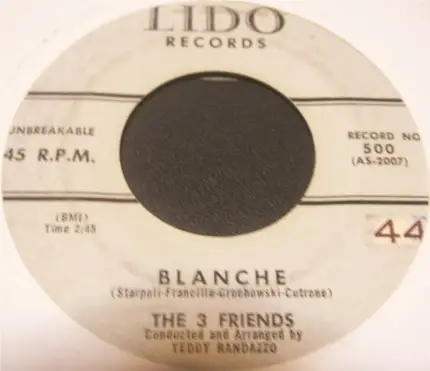 LIDO
RECORDS
UNBREAKABLE
45 R.P.M.
RECORD NO
500
(AS-2007)
(BMI)
Time 2:45
44
BLANCHE
(Starpoli-Francilla-Grochowski-Cutrone)
THE 3 FRIENDS
Conducted and Arranged by
TEDDY RANDAZZO